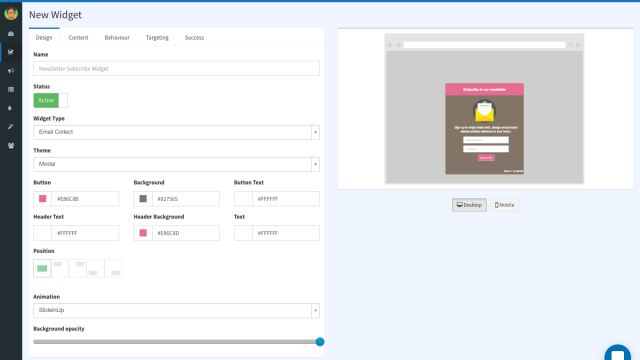 New Widget
Design Content Behaviour Targeting Success
Name
Newsletter Subscribe Widget
Status
Active
Widget Type
Email Collect
Theme
Modal
Button Background Button Text
#E86C8B #827565 #FFFFFF
Header Text Header Background Text
#FFFFFF #E86C8D #FFFFFF
Position
Animation
SlideInUp
Background opacity
Subscribe to our newsletter
Sign up to enjoy latest tech, design and product
related articles delivered to your inbox.
Subscribe
Desktop Mobile